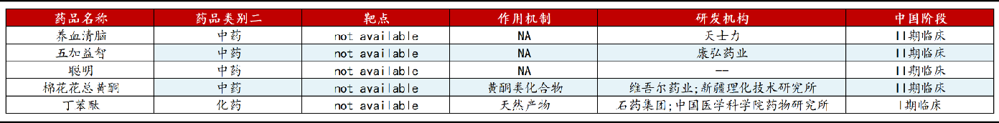 药品名称 药品类别二 靶点 作用机制 研发机构 中国阶段
养血清脑 中药 not available NA 天士力 II期临床
五加益智 中药 not available NA 康弘药业 II期临床
聪明 中药 not available NA -- II期临床
棉花花总黄酮 中药 not available 黄酮类化合物 维吾尔药业;新疆理化技术研究所 II期临床
丁苯酞 化药 not available 天然产物 石药集团;中国医学科学院药物研究所 I期临床